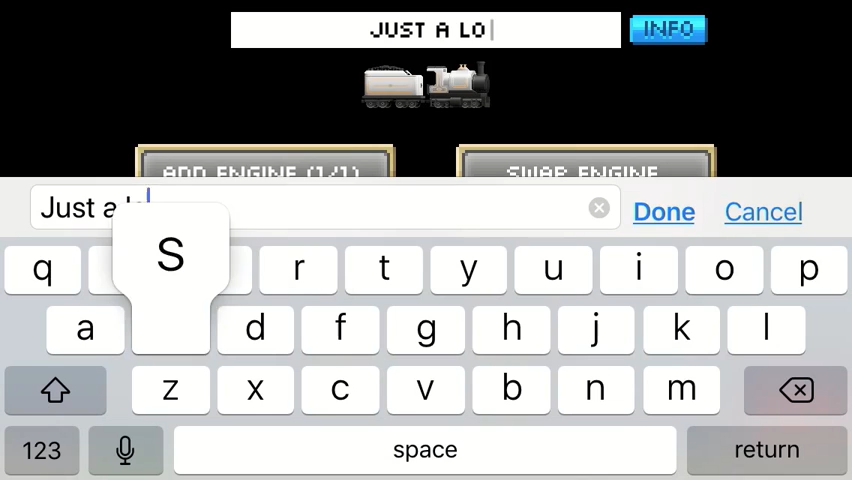 JUST A LO
INFO
ADD ENGINE (1/1)
SWAP ENGINE
Just a
Done
Cancel
S
q r t y u i o p
a d f g h j k l
z x c v b n m
123 space return